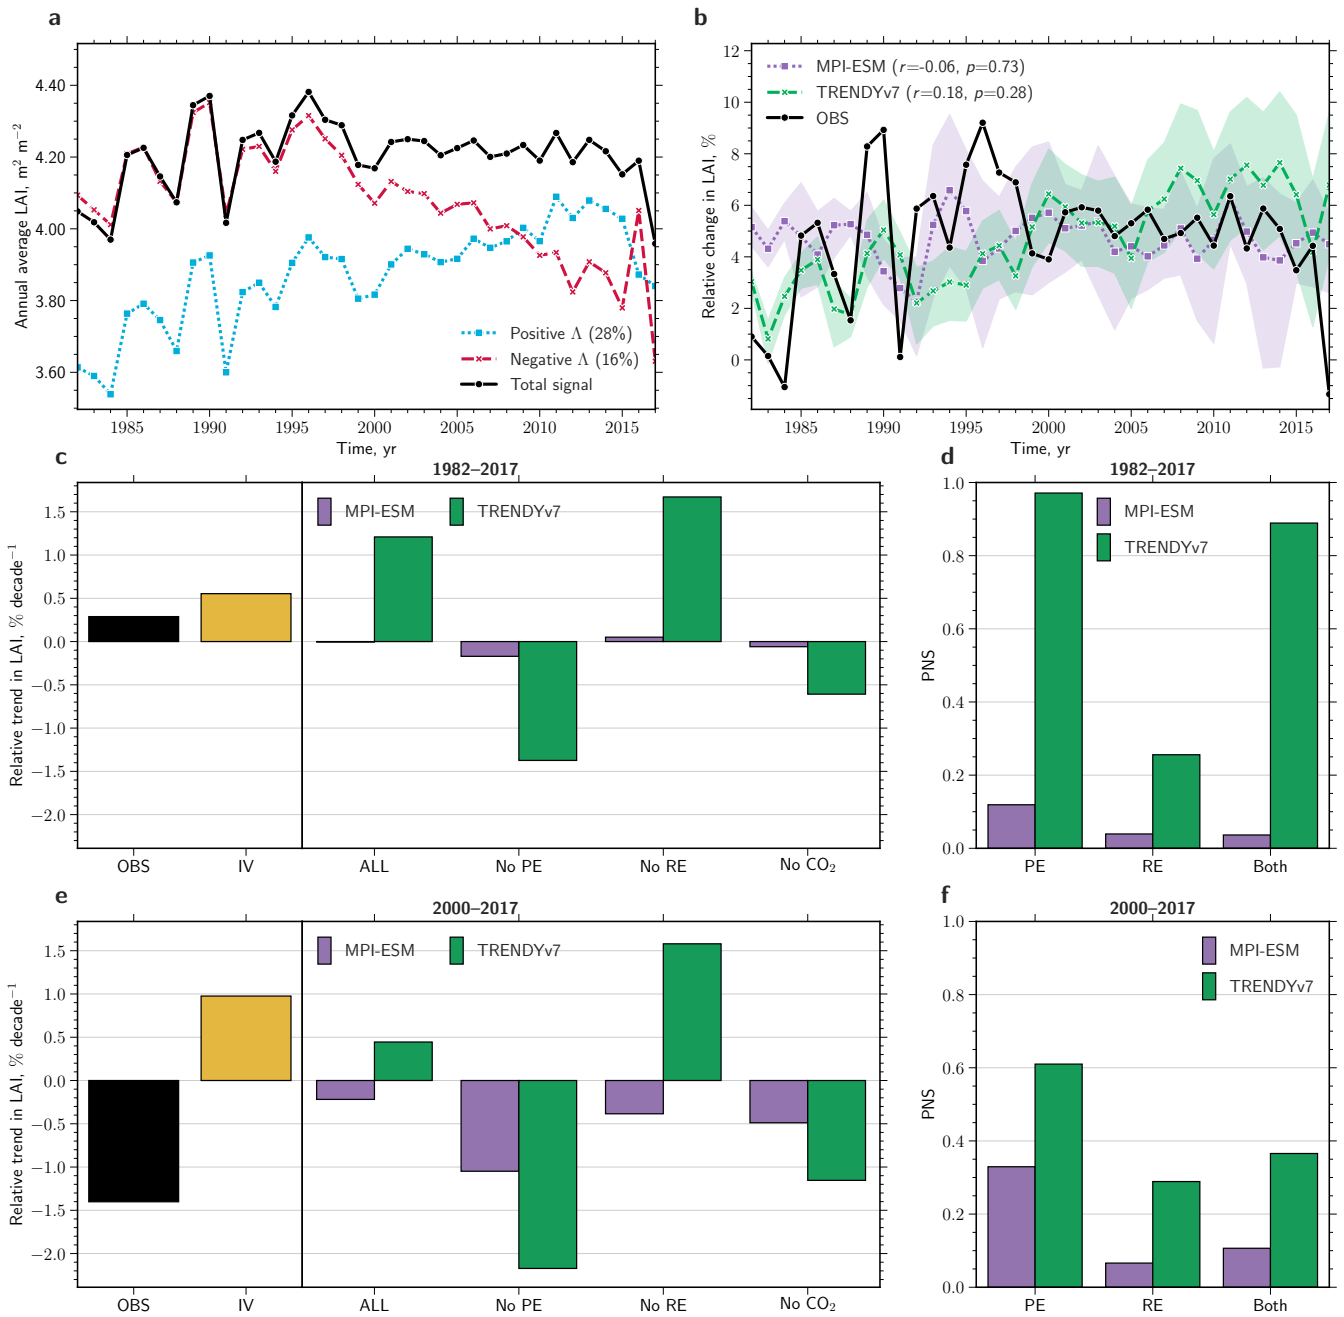 a
4.40
4.20
4.00
3.80
3.60
Annual average LAI, m² m⁻²
Positive Λ (28%)
Negative Λ (16%)
Total signal
1985
1990
1995
2000
2005
2010
2015
Time, yr
b
12
10
8
6
4
2
0
Relative change in LAI, %
MPI-ESM (r=-0.06, p=0.73)
TRENDYv7 (r=0.18, p=0.28)
OBS
1985
1990
1995
2000
2005
2010
2015
Time, yr
c
1982–2017
1.5
1.0
0.5
0.0
−0.5
−1.0
−1.5
−2.0
Relative trend in LAI, % decade⁻¹
MPI-ESM
TRENDYv7
OBS
IV
ALL
No PE
No RE
No CO₂
d
1982–2017
1.0
0.8
0.6
0.4
0.2
0.0
PNS
MPI-ESM
TRENDYv7
PE
RE
Both
e
2000–2017
1.5
1.0
0.5
0.0
−0.5
−1.0
−1.5
−2.0
Relative trend in LAI, % decade⁻¹
MPI-ESM
TRENDYv7
OBS
IV
ALL
No PE
No RE
No CO₂
f
2000–2017
1.0
0.8
0.6
0.4
0.2
0.0
PNS
MPI-ESM
TRENDYv7
PE
RE
Both